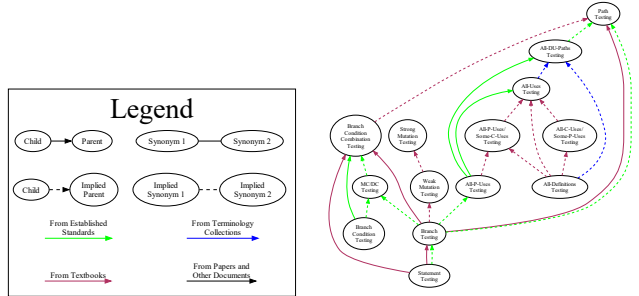 Legend
Child
Parent
Synonym 1
Synonym 2
Child
Implied
Parent
Implied
Synonym 1
Implied
Synonym 2
From Established
Standards
From Terminology
Collections
From Textbooks
From Papers and
Other Documents
Path
Testing
All-DU-Paths
Testing
All-Uses
Testing
Branch
Condition
Combination
Testing
Strong
Mutation
Testing
All-P-Uses/
Some-C-Uses
Testing
All-C-Uses/
Some-P-Uses
Testing
MC/DC
Testing
Weak
Mutation
Testing
All-P-Uses
Testing
All-Definitions
Testing
Branch
Condition
Testing
Branch
Testing
Statement
Testing